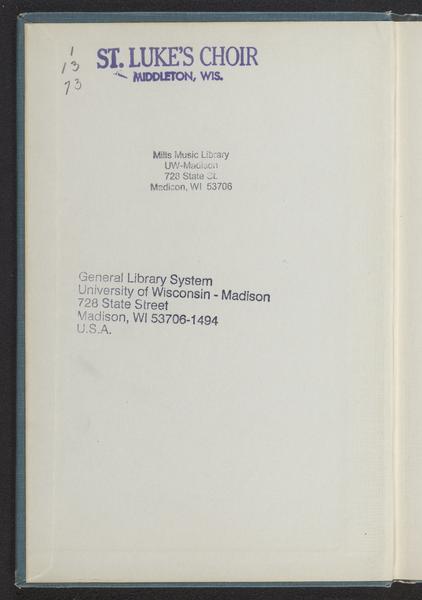 1
13
73
ST. LUKE'S CHOIR
MIDDLETON, WIS.
Mills Music Library
UW-Madison
728 State St.
Madison, WI 53706
General Library System
University of Wisconsin - Madison
728 State Street
Madison, WI 53706-1494
U.S.A.